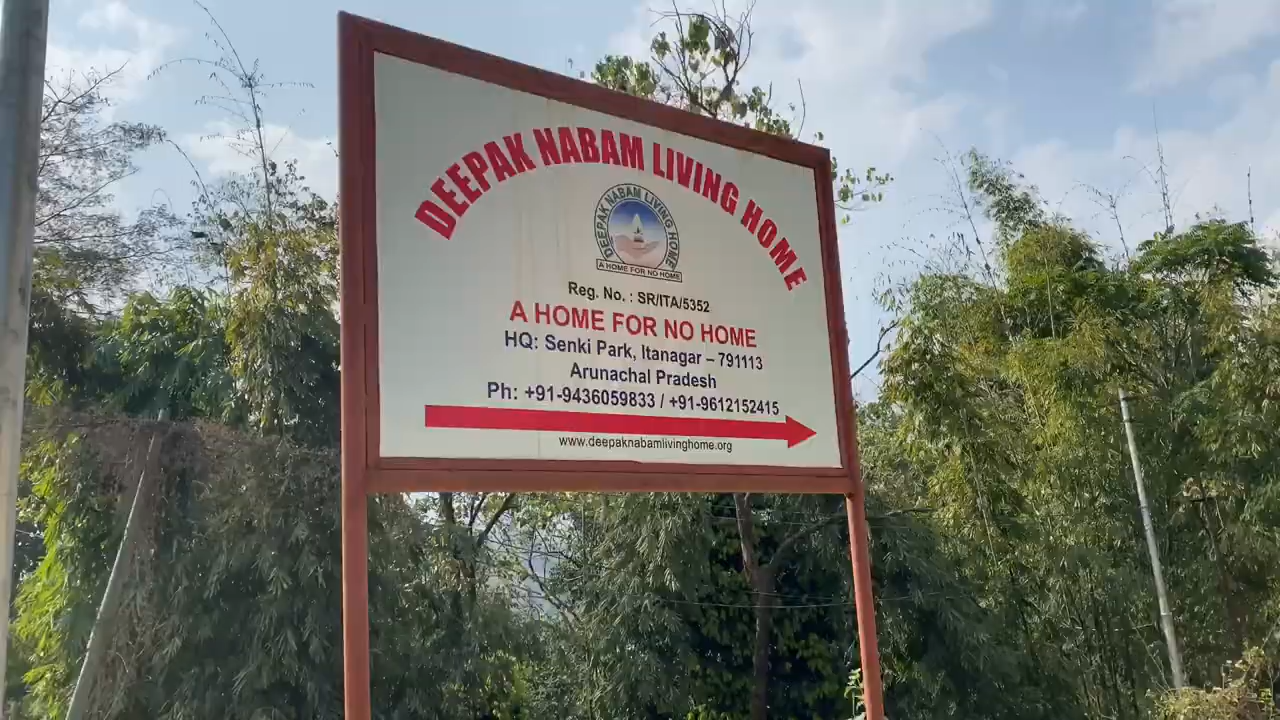 DEEPAK NABAM LIVING HOME
DEEPAK NABAM LIVING HOME
A HOME FOR NO HOME
Reg. No. : SR/ITA/5352
A HOME FOR NO HOME
HQ: Senki Park, Itanagar – 791113
Arunachal Pradesh
Ph: +91-9436059833 / +91-9612152415
www.deepaknabamlivinghome.org